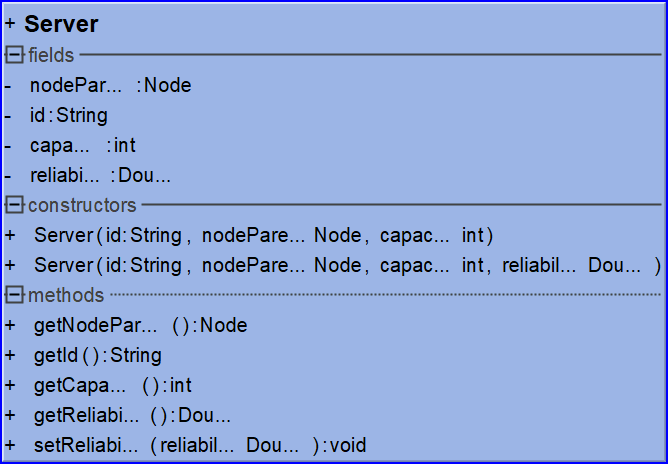 + Server
fields
- nodePar... :Node
- id:String
- capa... :int
- reliabi... :Dou...
constructors
+ Server(id:String, nodePare... Node, capac... int)
+ Server(id:String, nodePare... Node, capac... int, reliabil... Dou... )
methods
+ getNodePar... ():Node
+ getId():String
+ getCapa... ():int
+ getReliabi... ():Dou...
+ setReliabi... (reliabil... Dou... ):void